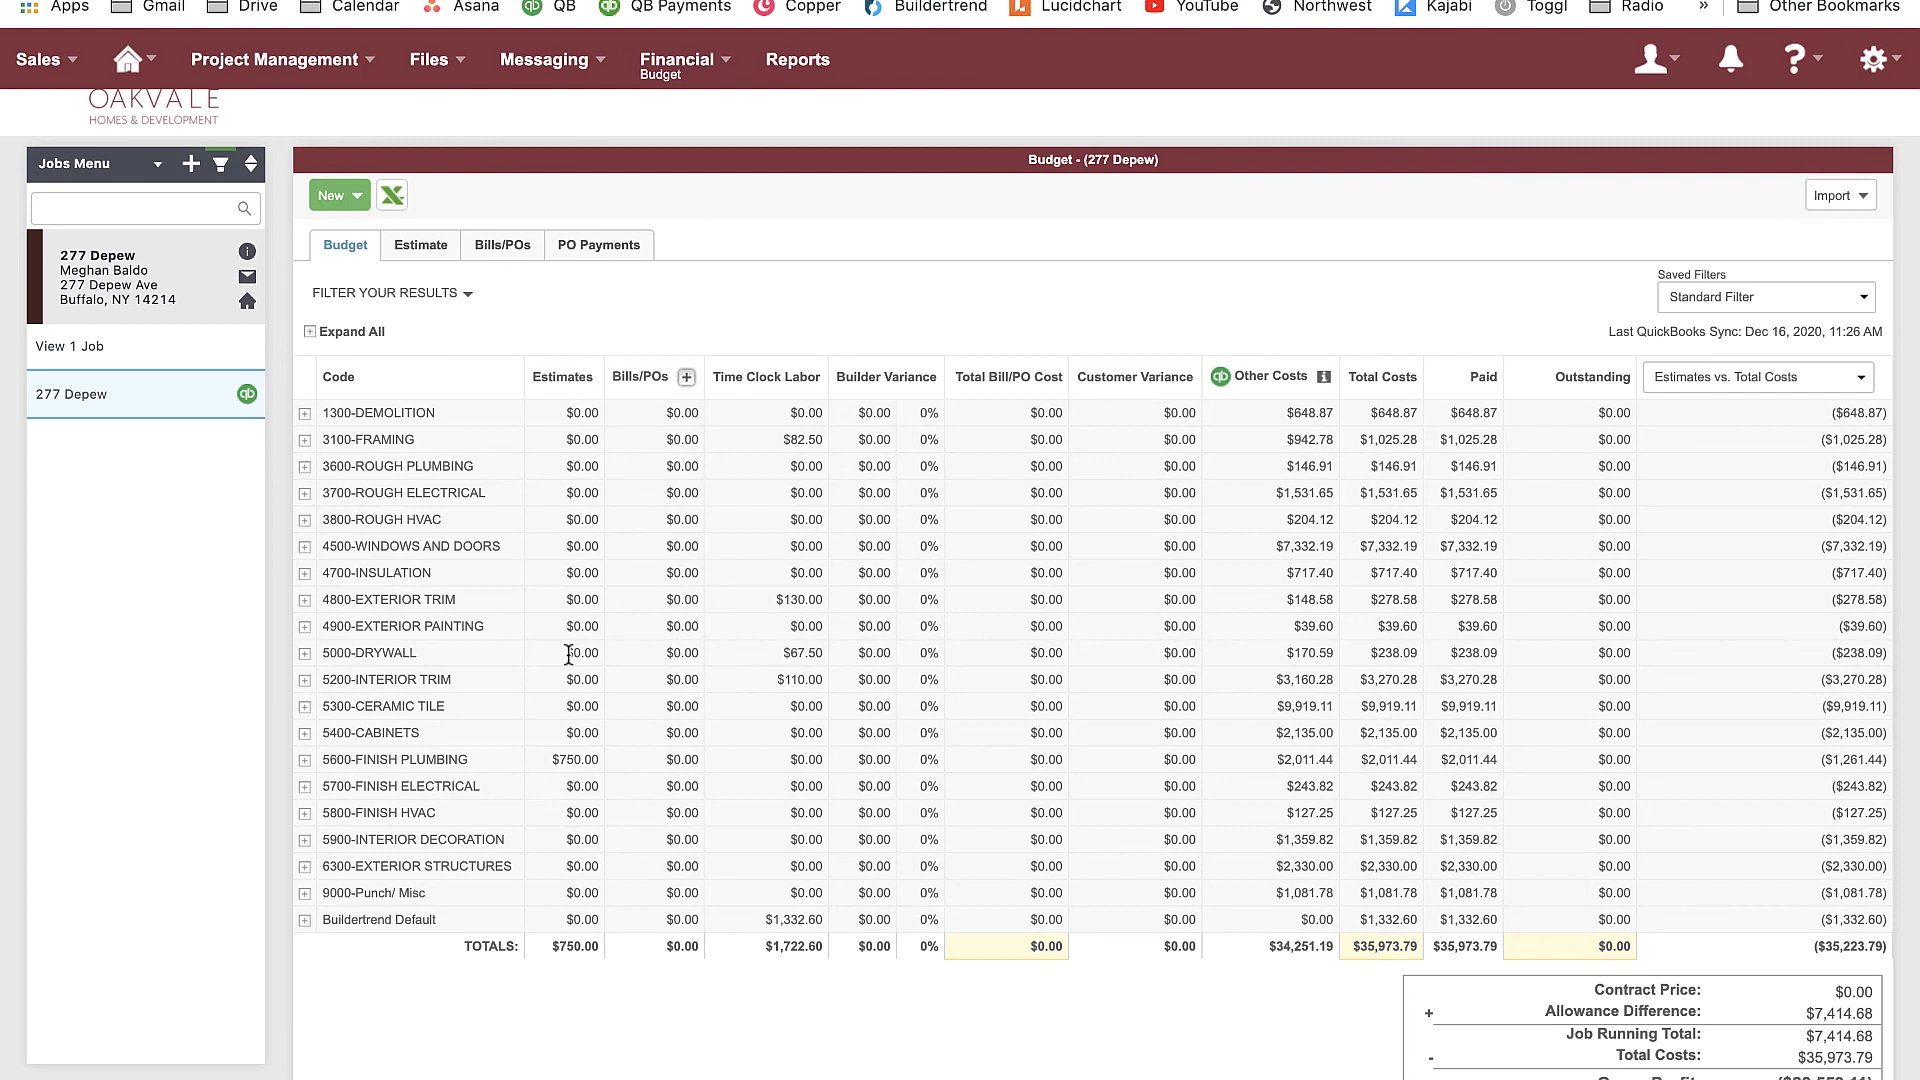 Apps Gmail Drive Calendar Asana QB QB Payments Copper Buildertrend Lucidchart YouTube Northwest Kajabi Toggl Radio » Other Bookmarks
Sales Project Management Files Messaging Financial Reports
Budget
OAKVALE
HOMES & DEVELOPMENT
Jobs Menu
277 Depew
Meghan Baldo
277 Depew Ave
Buffalo, NY 14214
View 1 Job
277 Depew qb
Budget - (277 Depew)
New Import
Budget Estimate Bills/POs PO Payments
FILTER YOUR RESULTS
Saved Filters
Standard Filter
Expand All
Last QuickBooks Sync: Dec 16, 2020, 11:26 AM
Code Estimates Bills/POs + Time Clock Labor Builder Variance Total Bill/PO Cost Customer Variance qb Other Costs Total Costs Paid Outstanding Estimates vs. Total Costs
1300-DEMOLITION $0.00 $0.00 $0.00 $0.00 0% $0.00 $0.00 $648.87 $648.87 $648.87 $0.00 ($648.87)
3100-FRAMING $0.00 $0.00 $82.50 $0.00 0% $0.00 $0.00 $942.78 $1,025.28 $1,025.28 $0.00 ($1,025.28)
3600-ROUGH PLUMBING $0.00 $0.00 $0.00 $0.00 0% $0.00 $0.00 $146.91 $146.91 $146.91 $0.00 ($146.91)
3700-ROUGH ELECTRICAL $0.00 $0.00 $0.00 $0.00 0% $0.00 $0.00 $1,531.65 $1,531.65 $1,531.65 $0.00 ($1,531.65)
3800-ROUGH HVAC $0.00 $0.00 $0.00 $0.00 0% $0.00 $0.00 $204.12 $204.12 $204.12 $0.00 ($204.12)
4500-WINDOWS AND DOORS $0.00 $0.00 $0.00 $0.00 0% $0.00 $0.00 $7,332.19 $7,332.19 $7,332.19 $0.00 ($7,332.19)
4700-INSULATION $0.00 $0.00 $0.00 $0.00 0% $0.00 $0.00 $717.40 $717.40 $717.40 $0.00 ($717.40)
4800-EXTERIOR TRIM $0.00 $0.00 $130.00 $0.00 0% $0.00 $0.00 $148.58 $278.58 $278.58 $0.00 ($278.58)
4900-EXTERIOR PAINTING $0.00 $0.00 $0.00 $0.00 0% $0.00 $0.00 $39.60 $39.60 $39.60 $0.00 ($39.60)
5000-DRYWALL $0.00 $0.00 $67.50 $0.00 0% $0.00 $0.00 $170.59 $238.09 $238.09 $0.00 ($238.09)
5200-INTERIOR TRIM $0.00 $0.00 $110.00 $0.00 0% $0.00 $0.00 $3,160.28 $3,270.28 $3,270.28 $0.00 ($3,270.28)
5300-CERAMIC TILE $0.00 $0.00 $0.00 $0.00 0% $0.00 $0.00 $9,919.11 $9,919.11 $9,919.11 $0.00 ($9,919.11)
5400-CABINETS $0.00 $0.00 $0.00 $0.00 0% $0.00 $0.00 $2,135.00 $2,135.00 $2,135.00 $0.00 ($2,135.00)
5600-FINISH PLUMBING $750.00 $0.00 $0.00 $0.00 0% $0.00 $0.00 $2,011.44 $2,011.44 $2,011.44 $0.00 ($1,261.44)
5700-FINISH ELECTRICAL $0.00 $0.00 $0.00 $0.00 0% $0.00 $0.00 $243.82 $243.82 $243.82 $0.00 ($243.82)
5800-FINISH HVAC $0.00 $0.00 $0.00 $0.00 0% $0.00 $0.00 $127.25 $127.25 $127.25 $0.00 ($127.25)
5900-INTERIOR DECORATION $0.00 $0.00 $0.00 $0.00 0% $0.00 $0.00 $1,359.82 $1,359.82 $1,359.82 $0.00 ($1,359.82)
6300-EXTERIOR STRUCTURES $0.00 $0.00 $0.00 $0.00 0% $0.00 $0.00 $2,330.00 $2,330.00 $2,330.00 $0.00 ($2,330.00)
9000-Punch/ Misc $0.00 $0.00 $0.00 $0.00 0% $0.00 $0.00 $1,081.78 $1,081.78 $1,081.78 $0.00 ($1,081.78)
Buildertrend Default $0.00 $0.00 $1,332.60 $0.00 0% $0.00 $0.00 $0.00 $1,332.60 $1,332.60 $0.00 ($1,332.60)
TOTALS: $750.00 $0.00 $1,722.60 $0.00 0% $0.00 $0.00 $34,251.19 $35,973.79 $35,973.79 $0.00 ($35,223.79)
Contract Price: $0.00
+ Allowance Difference: $7,414.68
Job Running Total: $7,414.68
- Total Costs: $35,973.79